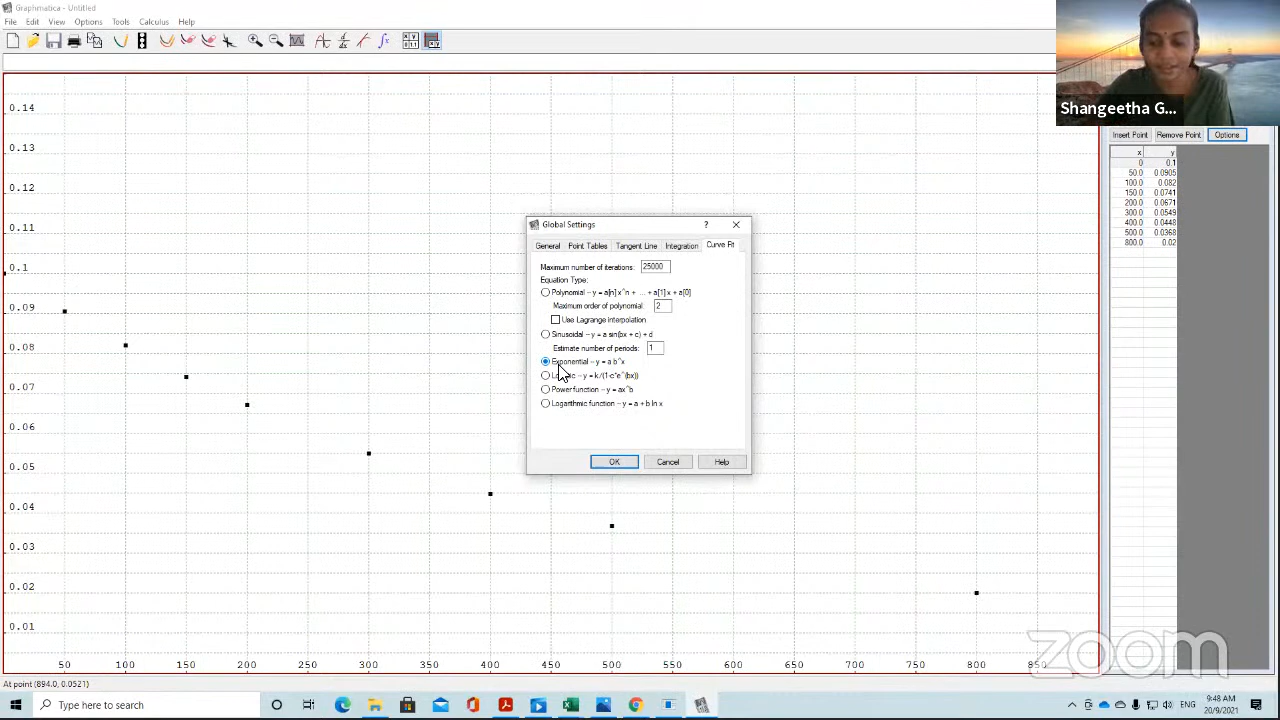 Graphmatica - Untitled
File Edit View Options Tools Calculus Help
Shangeetha G...
Insert Point Remove Point Options
x y
0 0.1
50.0 0.0905
100.0 0.082
150.0 0.0741
200.0 0.0671
300.0 0.0549
400.0 0.0448
500.0 0.0368
800.0 0.02
0.14
0.13
0.12
0.11
0.1
0.09
0.08
0.07
0.06
0.05
0.04
0.03
0.02
0.01
50 100 150 200 250 300 350 400 450 500 550 600 650 700 750 800 850
Global Settings
General Point Tables Tangent Line Integration Curve Fit
Maximum number of iterations: 25000
Equation Type:
Polynomial -- y = a[n] x^n + ... + a[1] x + a[0]
Maximum order of polynomial: 2
Use Lagrange interpolation
Sinusoidal -- y = a sin(bx + c) + d
Estimate number of periods: 1
Exponential -- y = a b^x
y = k/(1-c*e^(bx))
Power function -- y = ax^b
Logarithmic function -- y = a + b ln x
OK Cancel Help
zoom
At point (894.0, 0.0521)
Type here to search
ENG
9:48 AM
20/9/2021